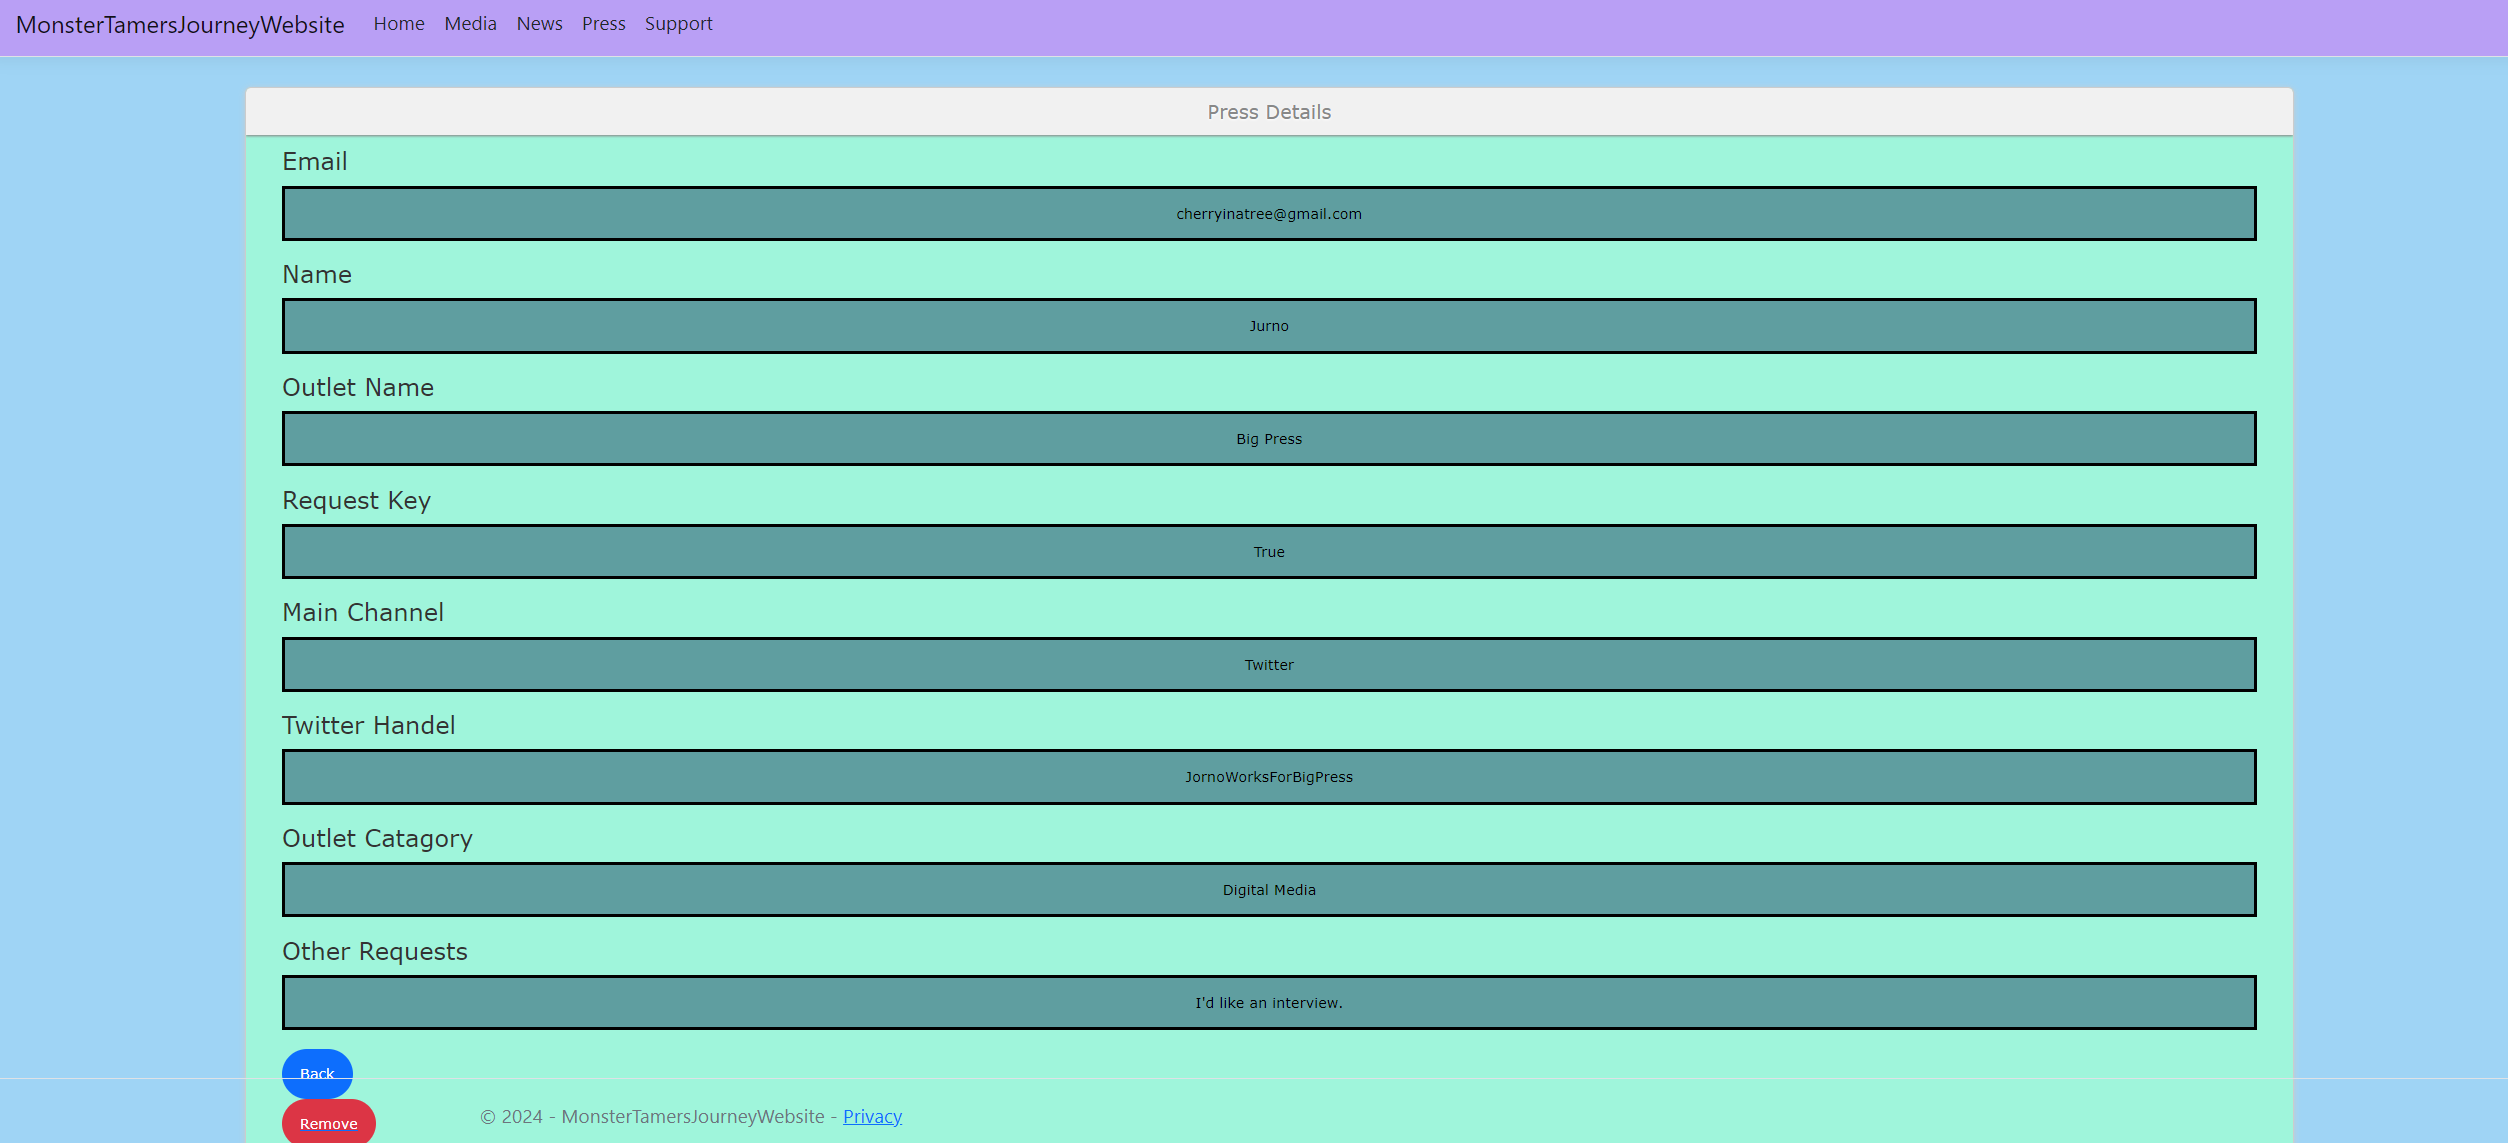 MonsterTamersJourneyWebsite Home Media News Press Support
Press Details
Email
cherryinatree@gmail.com
Name
Jurno
Outlet Name
Big Press
Request Key
True
Main Channel
Twitter
Twitter Handel
JornoWorksForBigPress
Outlet Catagory
Digital Media
Other Requests
I'd like an interview.
Back
Remove
© 2024 - MonsterTamersJourneyWebsite - Privacy